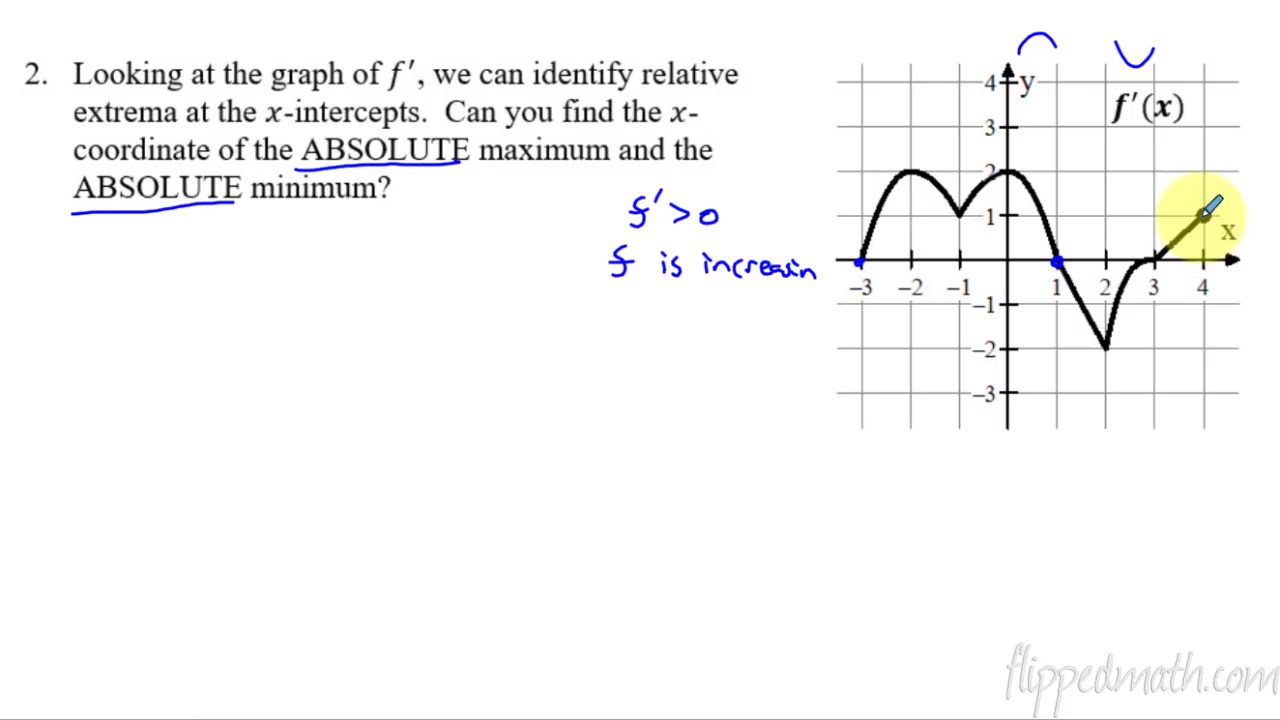 2. Looking at the graph of f′, we can identify relative
extrema at the x-intercepts. Can you find the x-
coordinate of the ABSOLUTE maximum and the
ABSOLUTE minimum?
f′ > 0
f is increasin
y
4
3
2
1
−1
−2
−3
f′(x)
x
−3 −2 −1 1 2 3 4
flippedmath.com